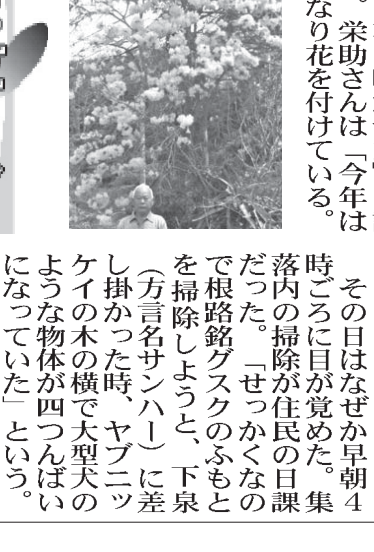 。栄助さんは「今年は
なり花を付けている。
その日はなぜか早朝４
時ごろに目が覚めた。集
落内の掃除が住民の日課
だった。「せっかくなの
で根路銘グスクのふもと
を掃除しようと、下泉
（方言名サンハー）に差
し掛かった時、ヤブニッ
ケイの木の横で大型犬の
ような物体が四つんばい
になっていた」という。